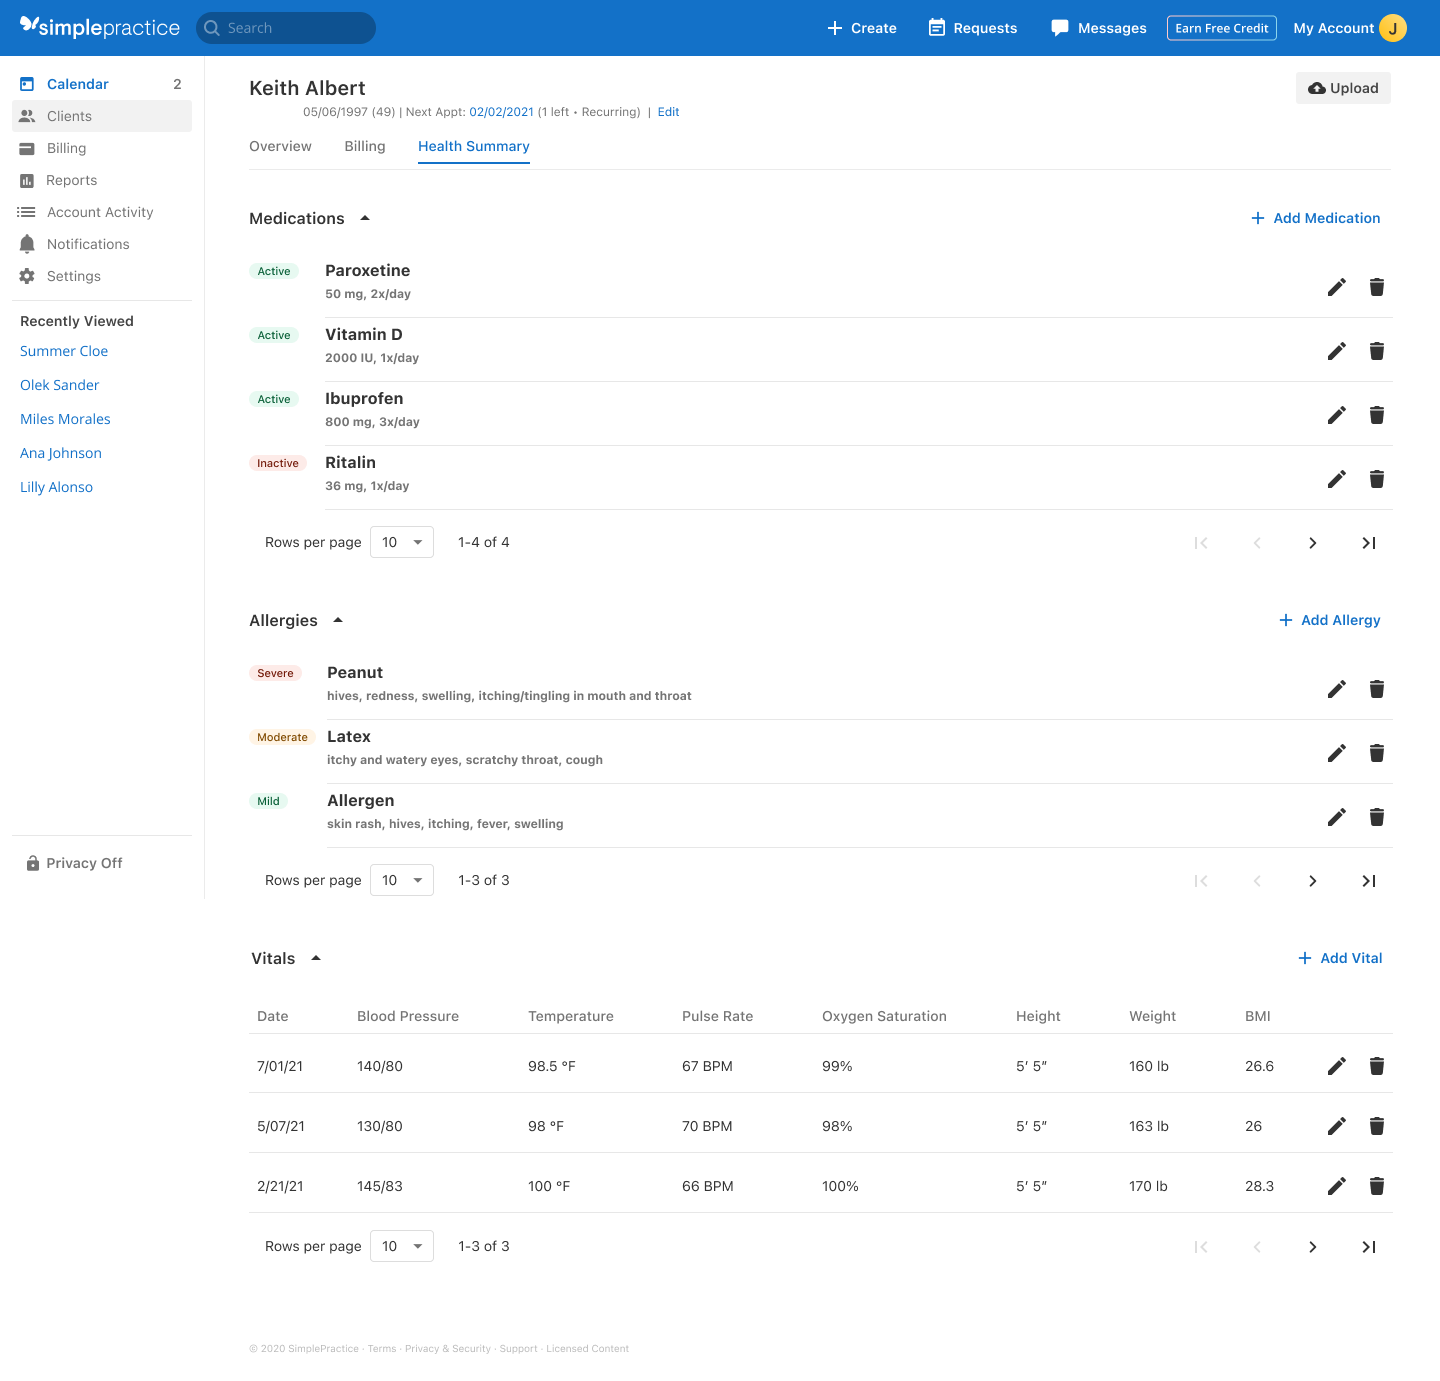 simplepractice Search Create Requests Messages Earn Free Credit My Account J
Calendar 2
Clients
Billing
Reports
Account Activity
Notifications
Settings
Recently Viewed
Summer Cloe
Olek Sander
Miles Morales
Ana Johnson
Lilly Alonso
Privacy Off
Keith Albert
Upload
05/06/1997 (49) | Next Appt: 02/02/2021 (1 left • Recurring) | Edit
Overview Billing Health Summary
Medications
Add Medication
Active Paroxetine
50 mg, 2x/day
Active Vitamin D
2000 IU, 1x/day
Active Ibuprofen
800 mg, 3x/day
Inactive Ritalin
36 mg, 1x/day
Rows per page 10 1-4 of 4
Allergies
Add Allergy
Severe Peanut
hives, redness, swelling, itching/tingling in mouth and throat
Moderate Latex
itchy and watery eyes, scratchy throat, cough
Mild Allergen
skin rash, hives, itching, fever, swelling
Rows per page 10 1-3 of 3
Vitals
Add Vital
Date Blood Pressure Temperature Pulse Rate Oxygen Saturation Height Weight BMI
7/01/21 140/80 98.5 °F 67 BPM 99% 5’ 5” 160 lb 26.6
5/07/21 130/80 98 °F 70 BPM 98% 5’ 5” 163 lb 26
2/21/21 145/83 100 °F 66 BPM 100% 5’ 5” 170 lb 28.3
Rows per page 10 1-3 of 3
© 2020 SimplePractice · Terms · Privacy & Security · Support · Licensed Content